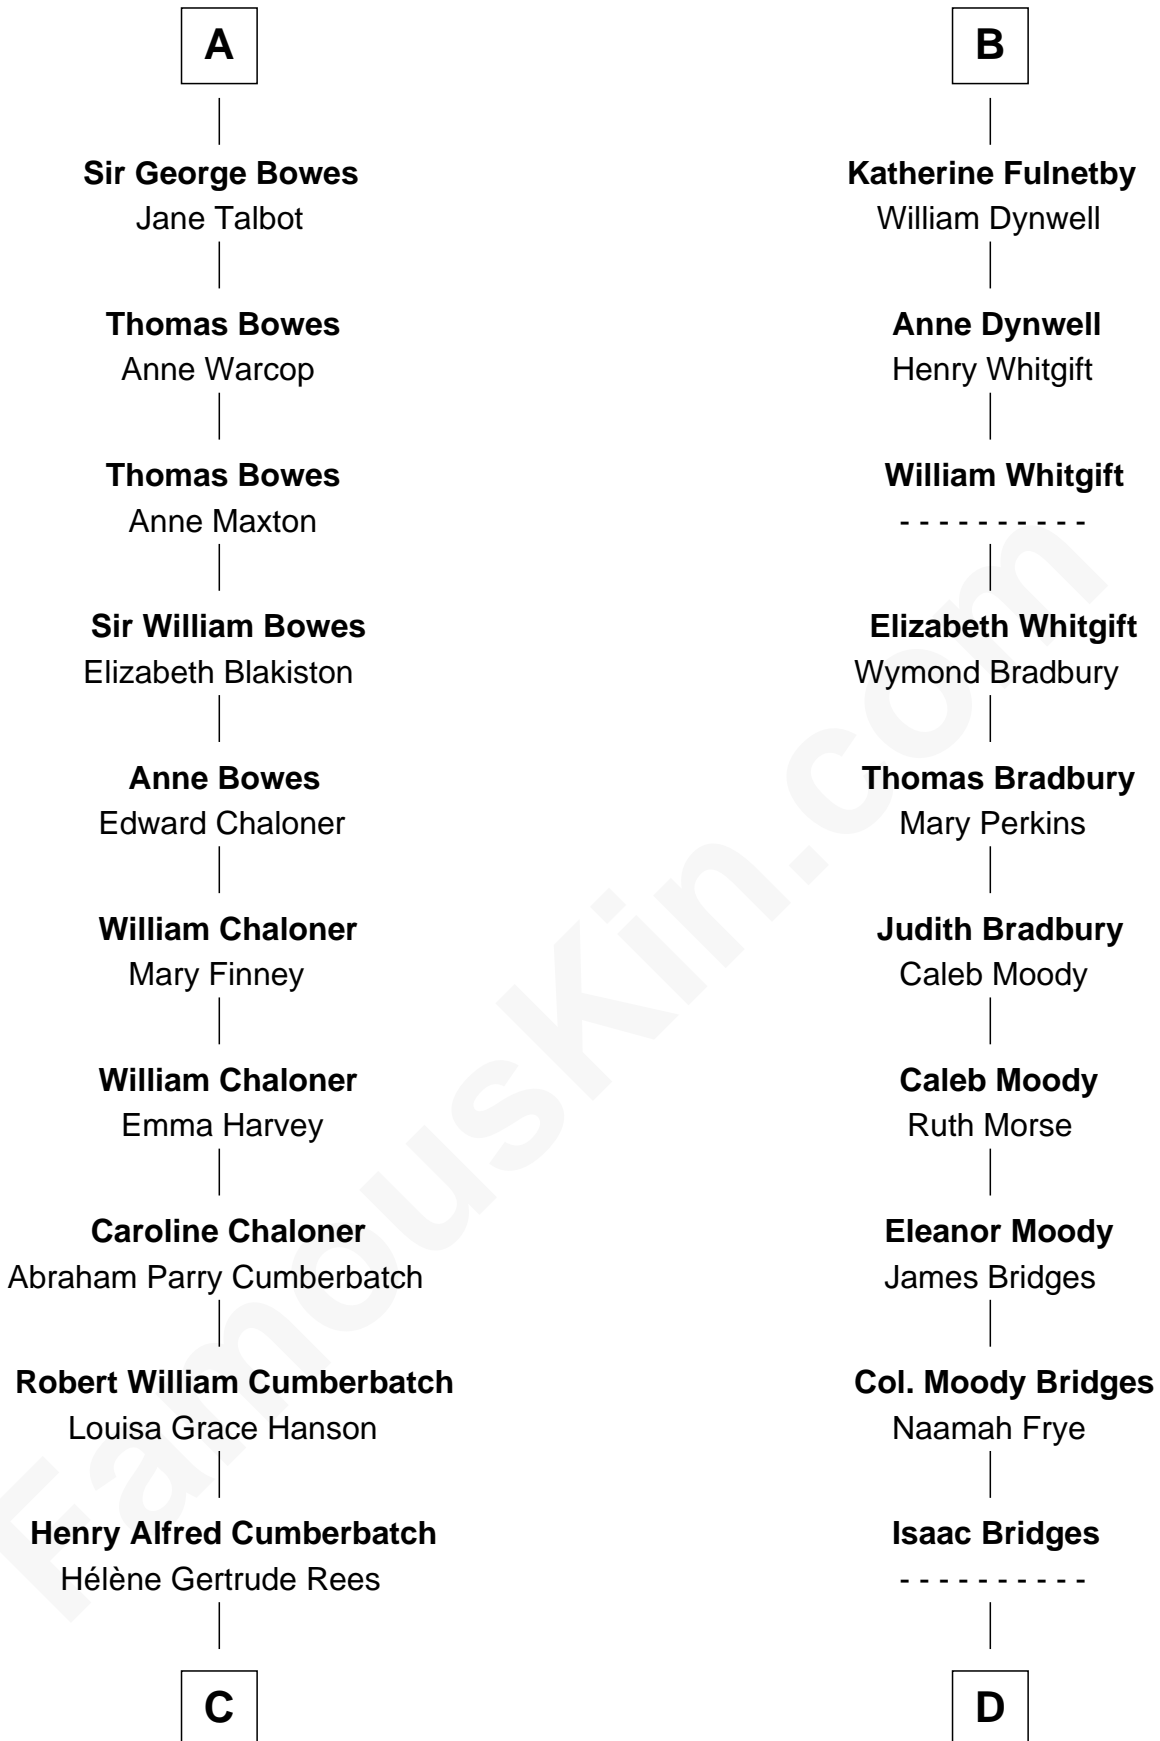 A
Sir George Bowes
Jane Talbot
Thomas Bowes
Anne Warcop
Thomas Bowes
Anne Maxton
Sir William Bowes
Elizabeth Blakiston
Anne Bowes
Edward Chaloner
William Chaloner
Mary Finney
William Chaloner
Emma Harvey
Caroline Chaloner
Abraham Parry Cumberbatch
Robert William Cumberbatch
Louisa Grace Hanson
Henry Alfred Cumberbatch
Hélène Gertrude Rees
C
B
Katherine Fulnetby
William Dynwell
Anne Dynwell
Henry Whitgift
William Whitgift
- - - - - - - - - -
Elizabeth Whitgift
Wymond Bradbury
Thomas Bradbury
Mary Perkins
Judith Bradbury
Caleb Moody
Caleb Moody
Ruth Morse
Eleanor Moody
James Bridges
Col. Moody Bridges
Naamah Frye
Isaac Bridges
- - - - - - - - - -
D
FamousKin.com